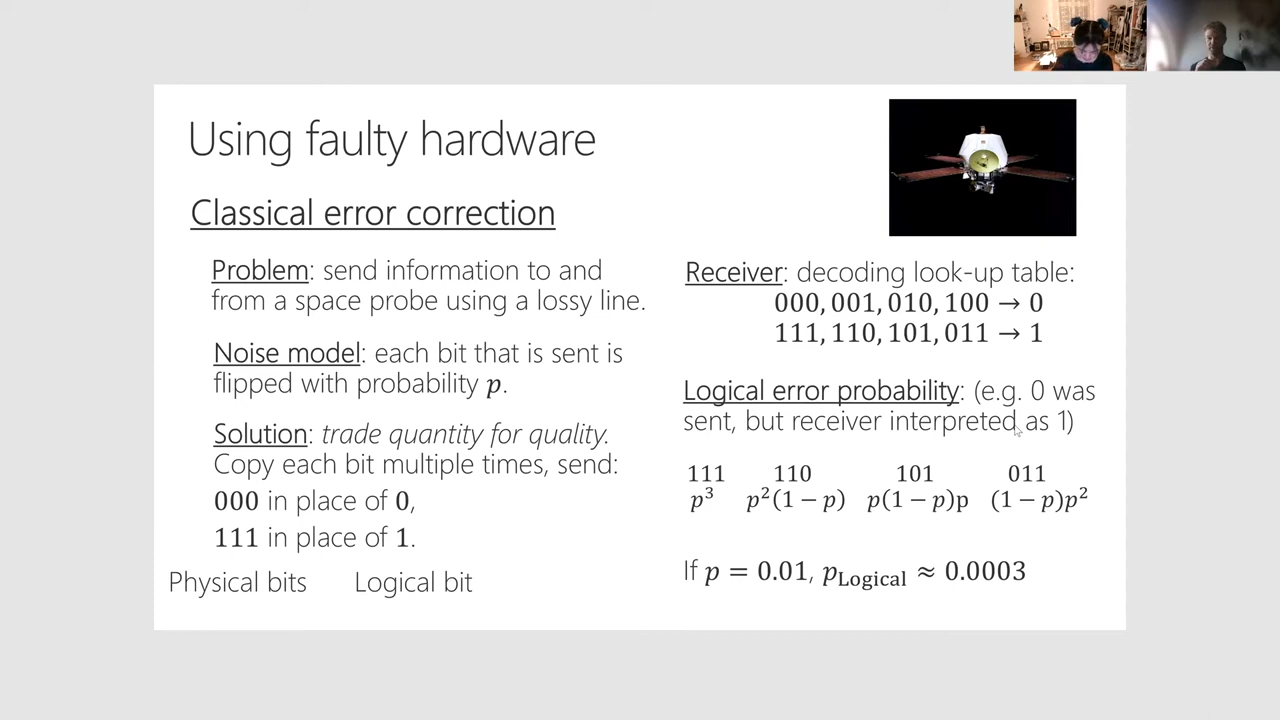 Using faulty hardware
Classical error correction
Problem: send information to and
from a space probe using a lossy line.
Noise model: each bit that is sent is
flipped with probability p.
Solution: trade quantity for quality.
Copy each bit multiple times, send:
000 in place of 0,
111 in place of 1.
Physical bits Logical bit
Receiver: decoding look-up table:
000, 001, 010, 100 → 0
111, 110, 101, 011 → 1
Logical error probability: (e.g. 0 was
sent, but receiver interpreted as 1)
111 110 101 011
p³ p²(1 − p) p(1 − p)p (1 − p)p²
If p = 0.01, pLogical ≈ 0.0003